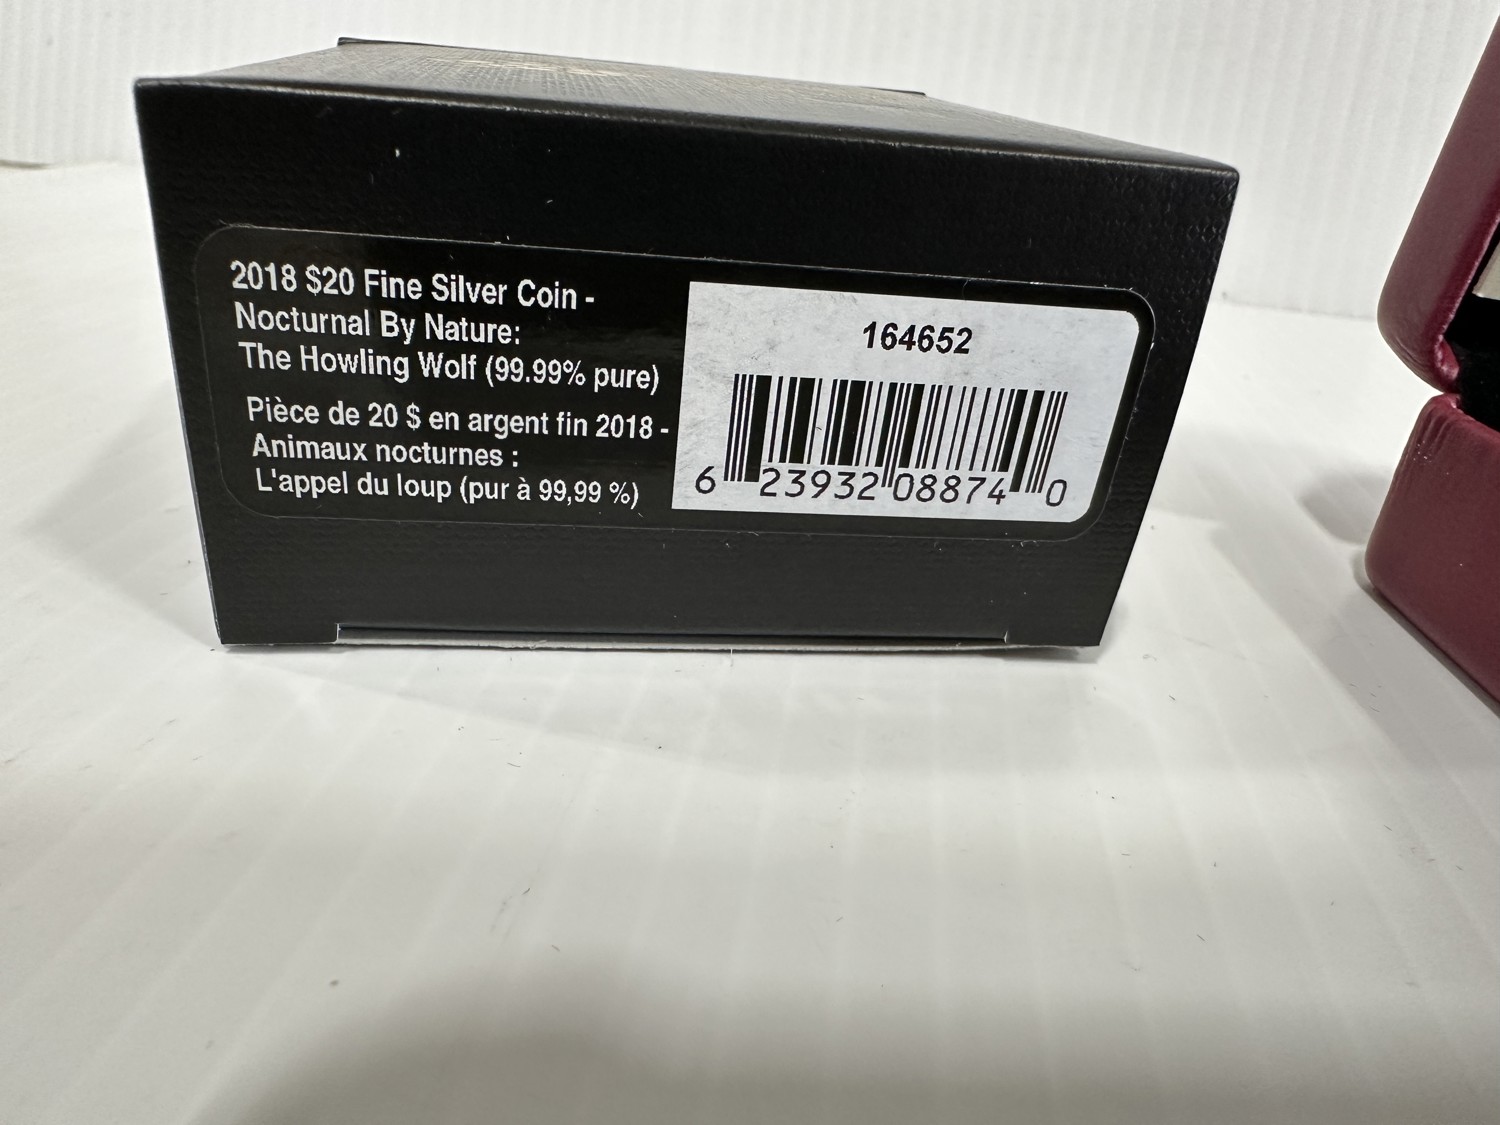 2018 $20 Fine Silver Coin -
Nocturnal By Nature:
The Howling Wolf (99.99% pure)
Pièce de 20 $ en argent fin 2018 -
Animaux nocturnes :
L'appel du loup (pur à 99,99 %)
164652
6 23932 08874 0